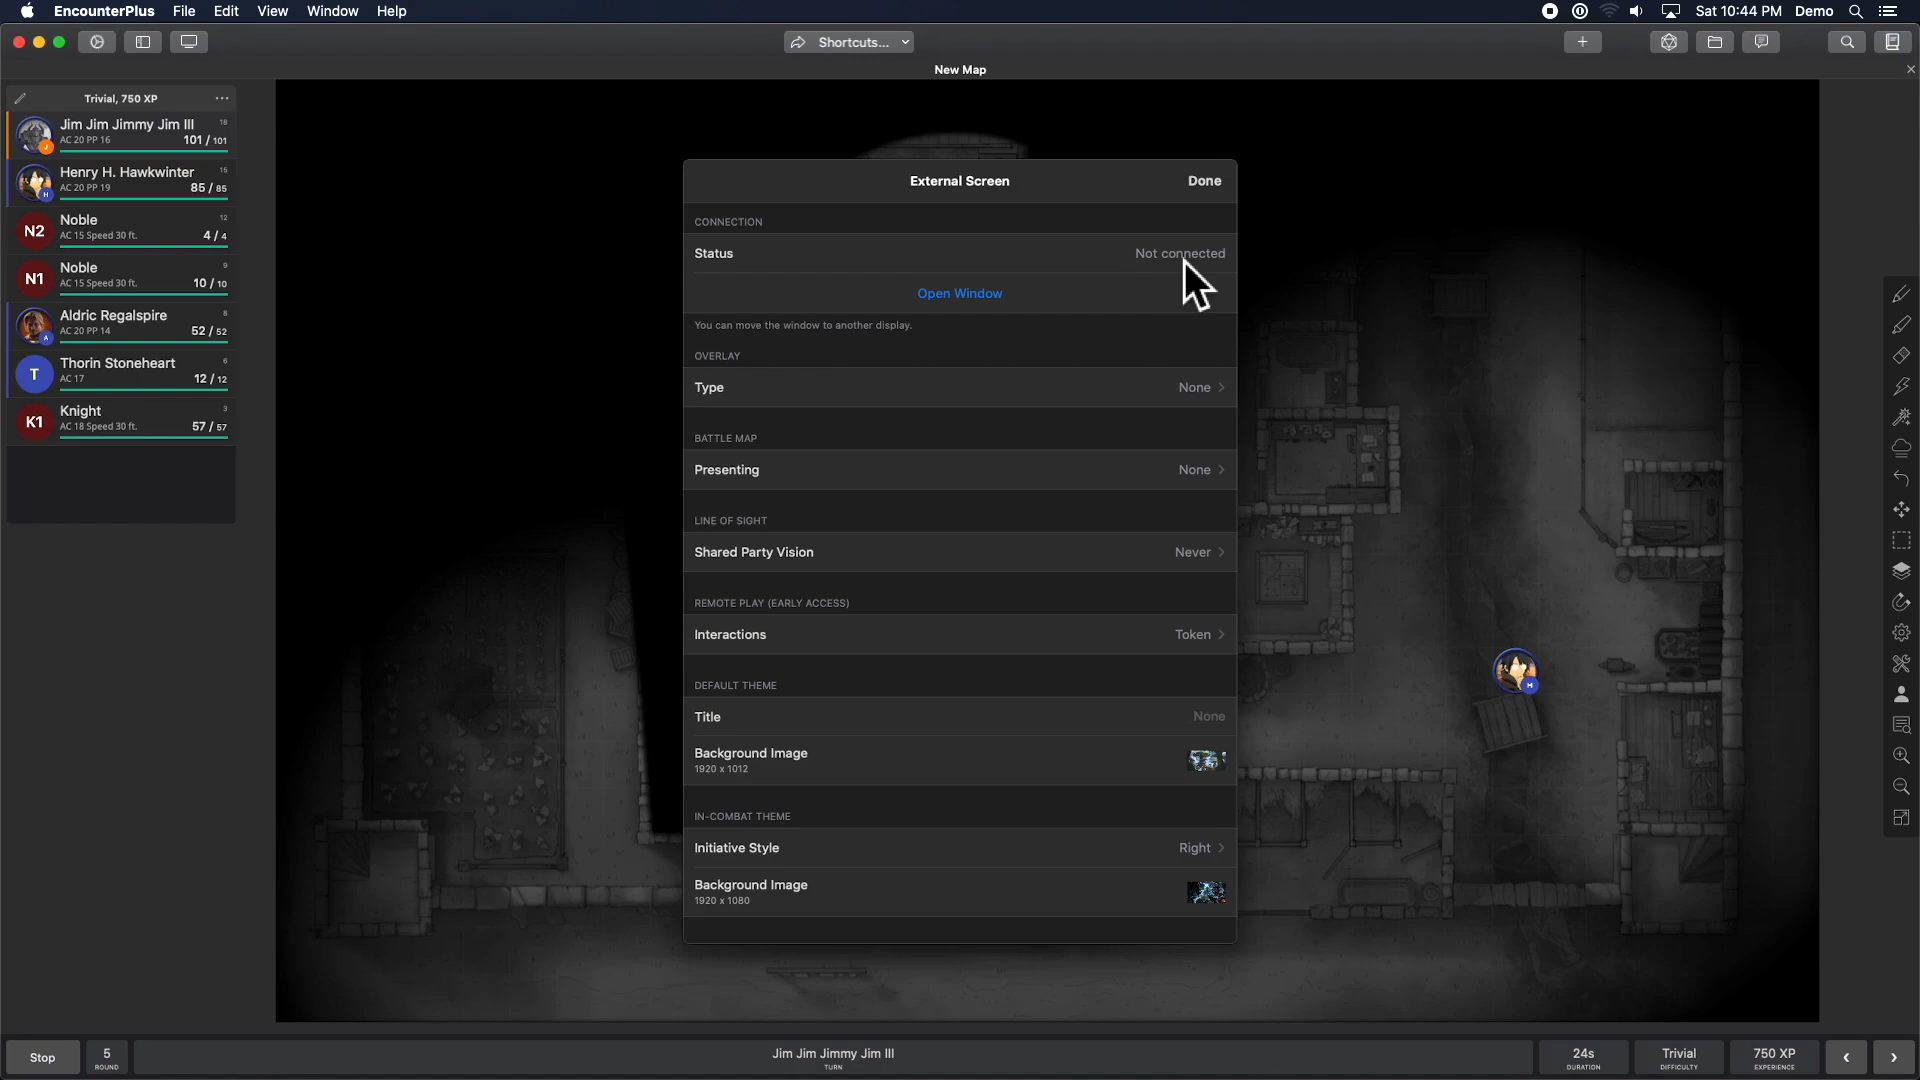 EncounterPlus File Edit View Window Help
Sat 10:44 PM Demo
Shortcuts...
New Map
Trivial, 750 XP
Jim Jim Jimmy Jim III 18
AC 20 PP 16 101 / 101
J
Henry H. Hawkwinter 15
AC 20 PP 19 85 / 85
H
Noble 12
N2 AC 15 Speed 30 ft. 4 / 4
Noble 9
N1 AC 15 Speed 30 ft. 10 / 10
Aldric Regalspire 8
AC 20 PP 14 52 / 52
A
Thorin Stoneheart 6
T AC 17 12 / 12
Knight 3
K1 AC 18 Speed 30 ft. 57 / 57
External Screen Done
CONNECTION
Status Not connected
Open Window
You can move the window to another display.
OVERLAY
Type None
BATTLE MAP
Presenting None
LINE OF SIGHT
Shared Party Vision Never
REMOTE PLAY (EARLY ACCESS)
Interactions Token
DEFAULT THEME
Title None
Background Image
1920 x 1012
IN-COMBAT THEME
Initiative Style Right
Background Image
1920 x 1080
H
Stop
5
ROUND
Jim Jim Jimmy Jim III
TURN
24s
DURATION
Trivial
DIFFICULTY
750 XP
EXPERIENCE